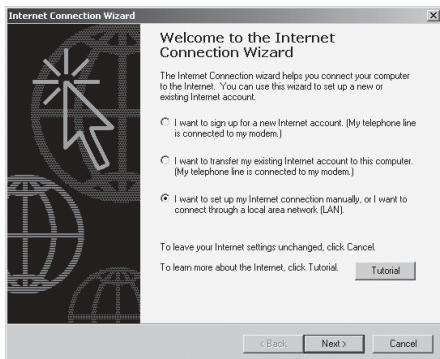 Internet Connection Wizard
Welcome to the Internet
Connection Wizard
The Internet Connection wizard helps you connect your computer
to the Internet. You can use this wizard to set up a new or
existing Internet account.
I want to sign up for a new Internet account. (My telephone line
is connected to my modem.)
I want to transfer my existing Internet account to this computer.
(My telephone line is connected to my modem.)
I want to set up my Internet connection manually, or I want to
connect through a local area network (LAN).
To leave your Internet settings unchanged, click Cancel.
To learn more about the Internet, click Tutorial.
Tutorial
< Back
Next >
Cancel